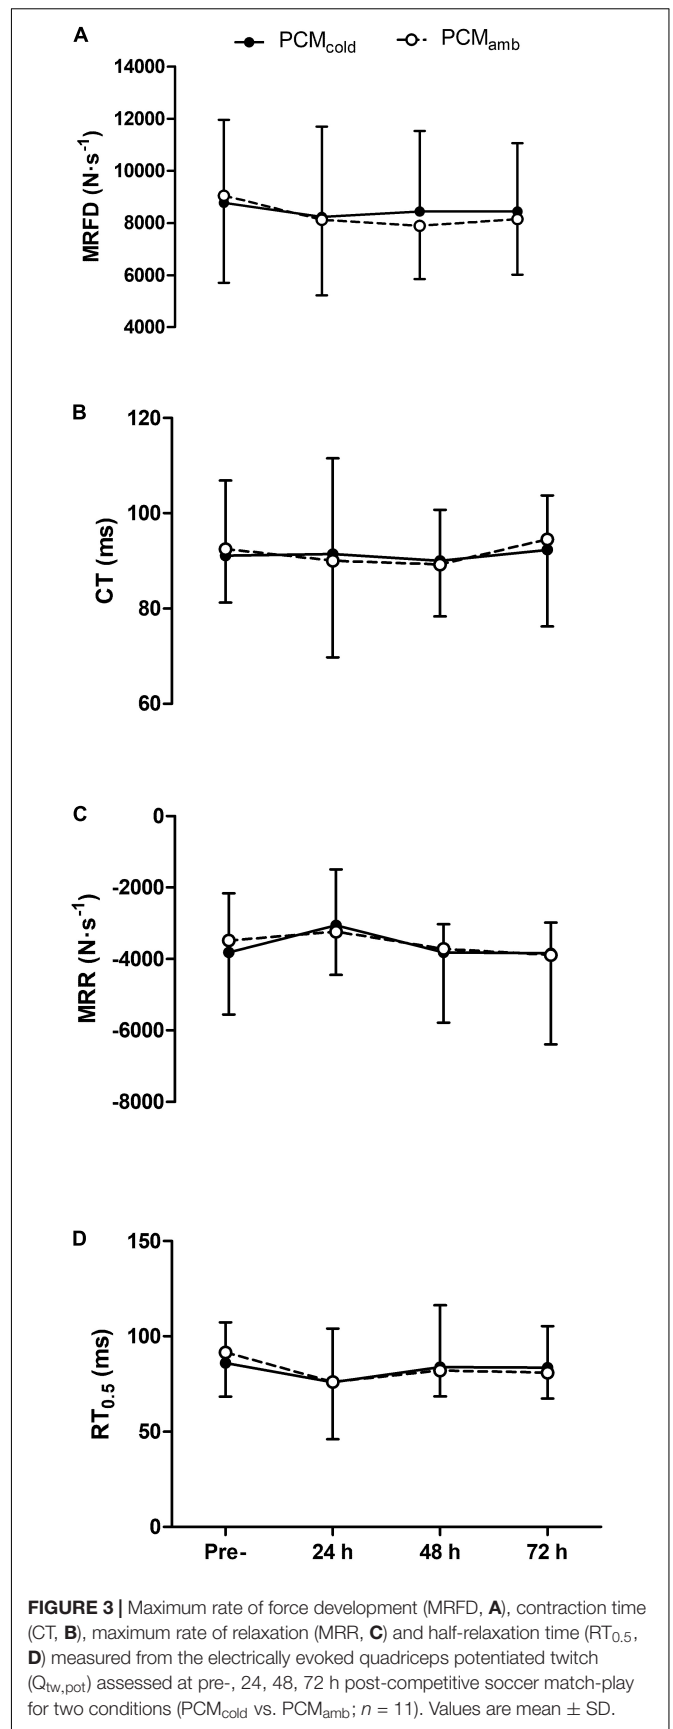 A
PCMcold PCMamb
14000
12000
10000
8000
6000
4000
MRFD (N·s-1)
B
120
100
80
60
CT (ms)
C
0
-2000
-4000
-6000
-8000
MRR (N·s-1)
D
150
100
50
0
RT0.5 (ms)
Pre- 24 h 48 h 72 h
FIGURE 3 | Maximum rate of force development (MRFD, A), contraction time
(CT, B), maximum rate of relaxation (MRR, C) and half-relaxation time (RT0.5,
D) measured from the electrically evoked quadriceps potentiated twitch
(Qtw,pot) assessed at pre-, 24, 48, 72 h post-competitive soccer match-play
for two conditions (PCMcold vs. PCMamb; n = 11). Values are mean ± SD.